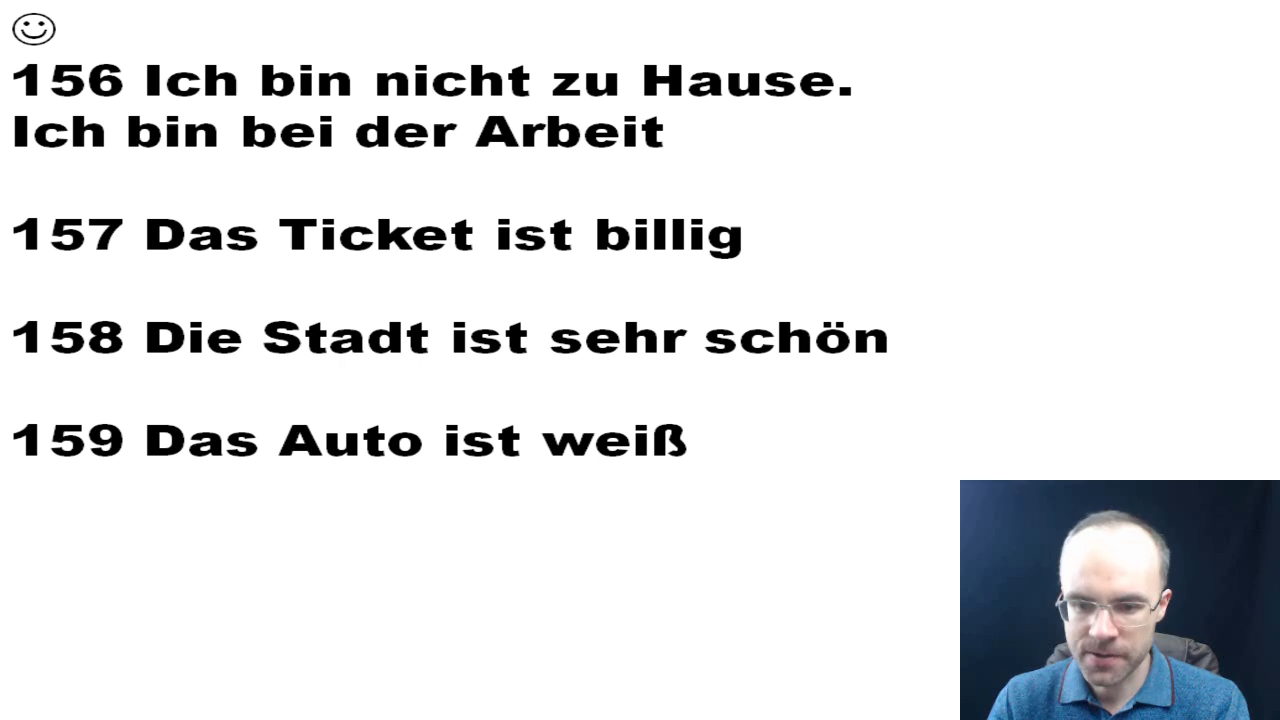 156 Ich bin nicht zu Hause.
Ich bin bei der Arbeit
157 Das Ticket ist billig
158 Die Stadt ist sehr schön
159 Das Auto ist weiß